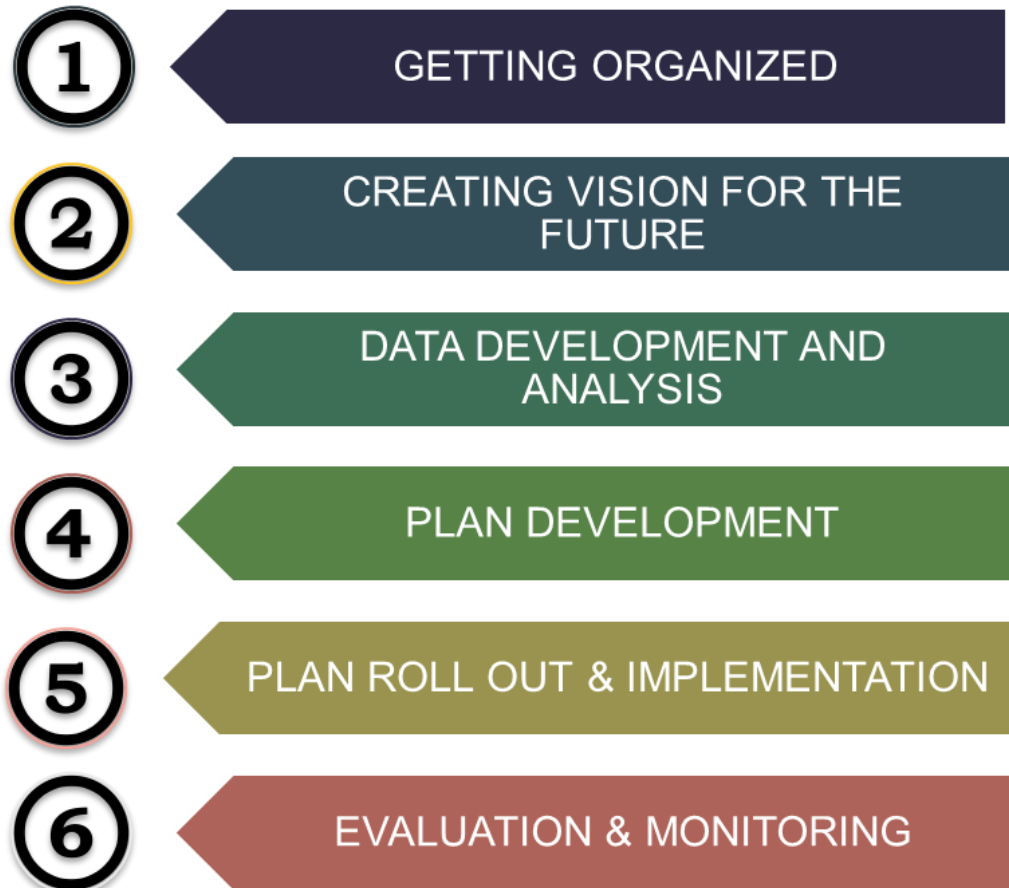 1
GETTING ORGANIZED
2
CREATING VISION FOR THE
FUTURE
3
DATA DEVELOPMENT AND
ANALYSIS
4
PLAN DEVELOPMENT
5
PLAN ROLL OUT & IMPLEMENTATION
6
EVALUATION & MONITORING